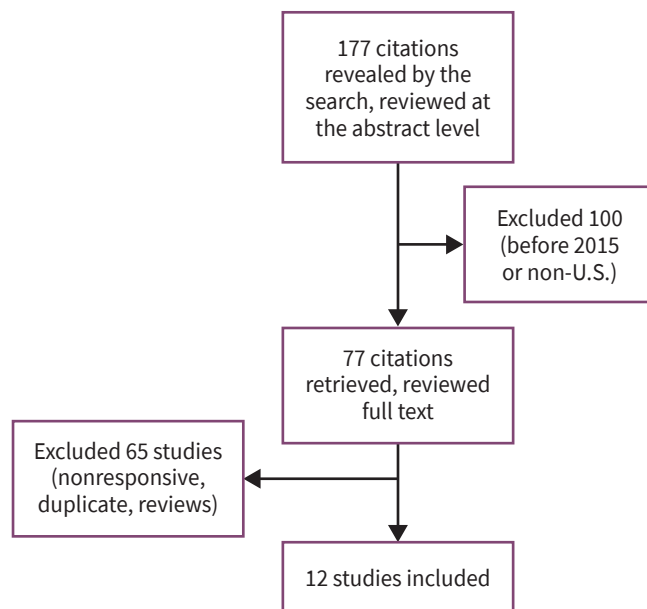 177 citations
revealed by the
search, reviewed at
the abstract level
Excluded 100
(before 2015
or non-U.S.)
77 citations
retrieved, reviewed
full text
Excluded 65 studies
(nonresponsive,
duplicate, reviews)
12 studies included